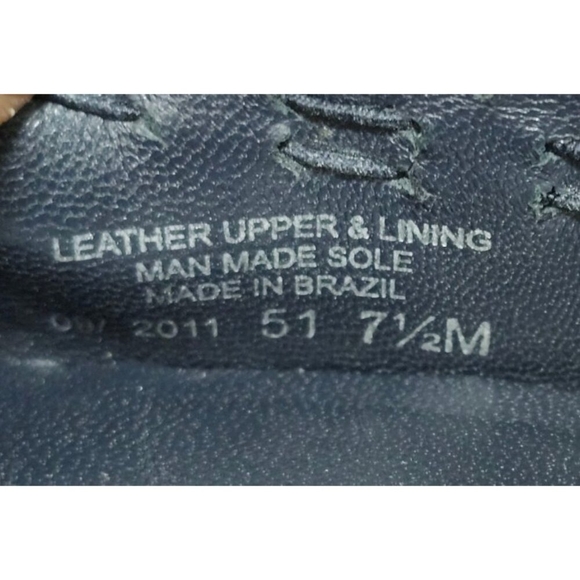 LEATHER UPPER & LINING
MAN MADE SOLE
MADE IN BRAZIL
2011 51 7½M